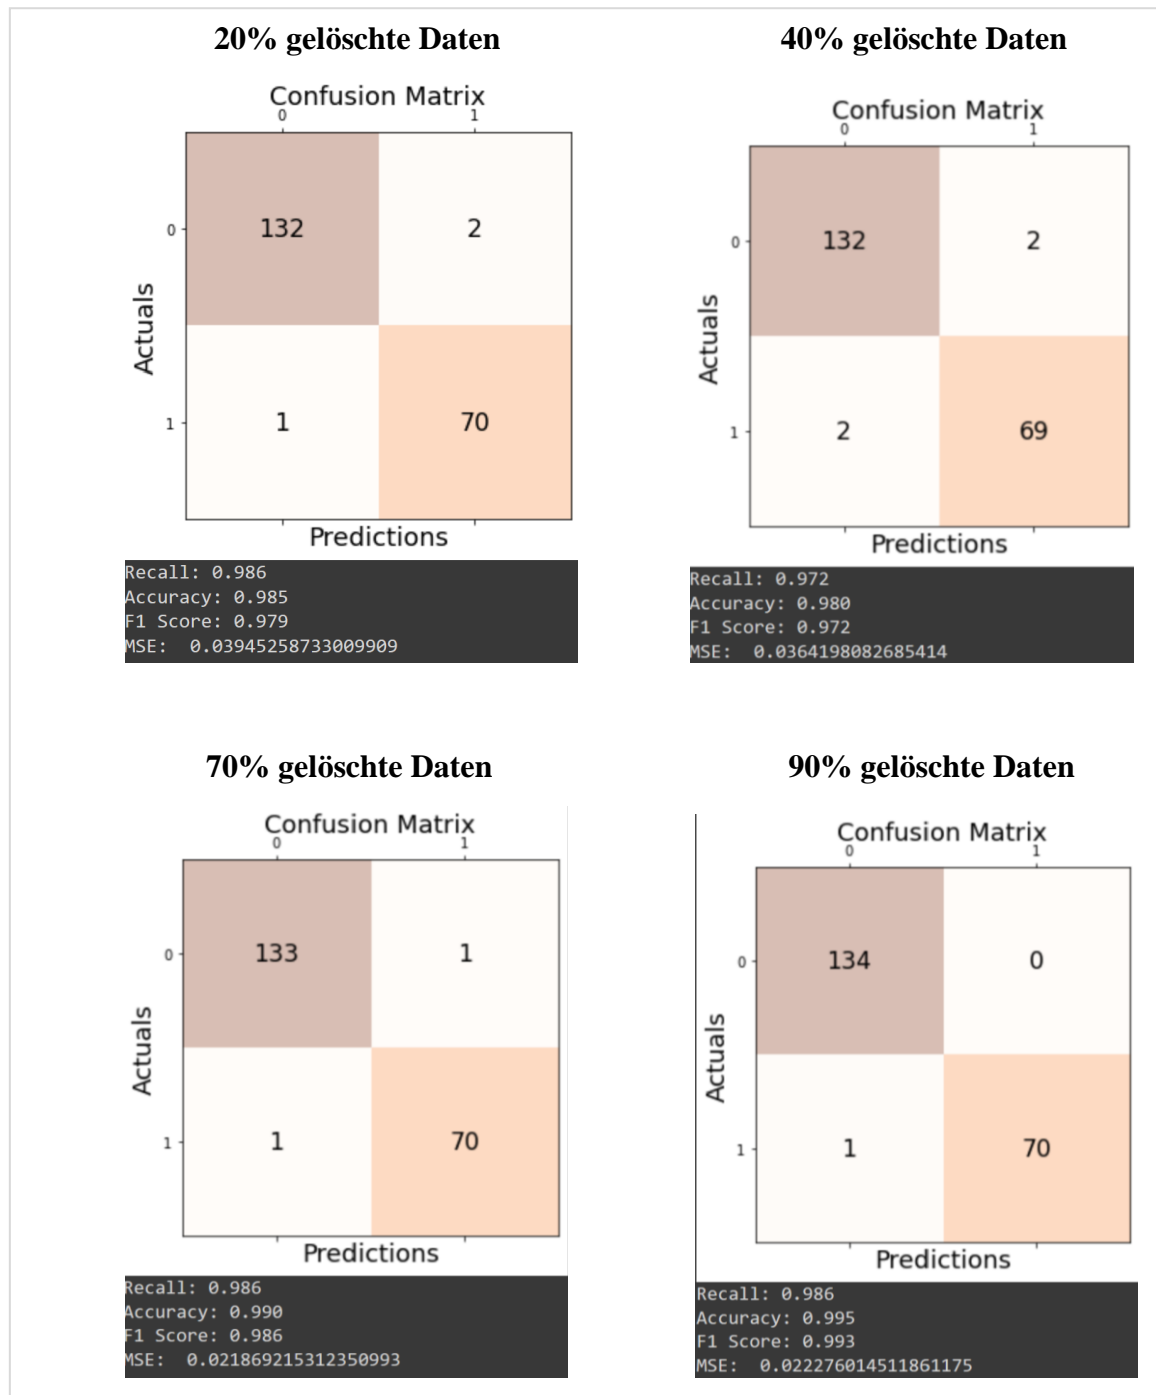 20% gelöschte Daten
Confusion Matrix
0 1
0 132 2
Actuals
1 1 70
Predictions
Recall: 0.986
Accuracy: 0.985
F1 Score: 0.979
MSE: 0.03945258733009909
40% gelöschte Daten
Confusion Matrix
0 1
0 132 2
Actuals
1 2 69
Predictions
Recall: 0.972
Accuracy: 0.980
F1 Score: 0.972
MSE: 0.0364198082685414
70% gelöschte Daten
Confusion Matrix
0 1
0 133 1
Actuals
1 1 70
Predictions
Recall: 0.986
Accuracy: 0.990
F1 Score: 0.986
MSE: 0.021869215312350993
90% gelöschte Daten
Confusion Matrix
0 1
0 134 0
Actuals
1 1 70
Predictions
Recall: 0.986
Accuracy: 0.995
F1 Score: 0.993
MSE: 0.022276014511861175